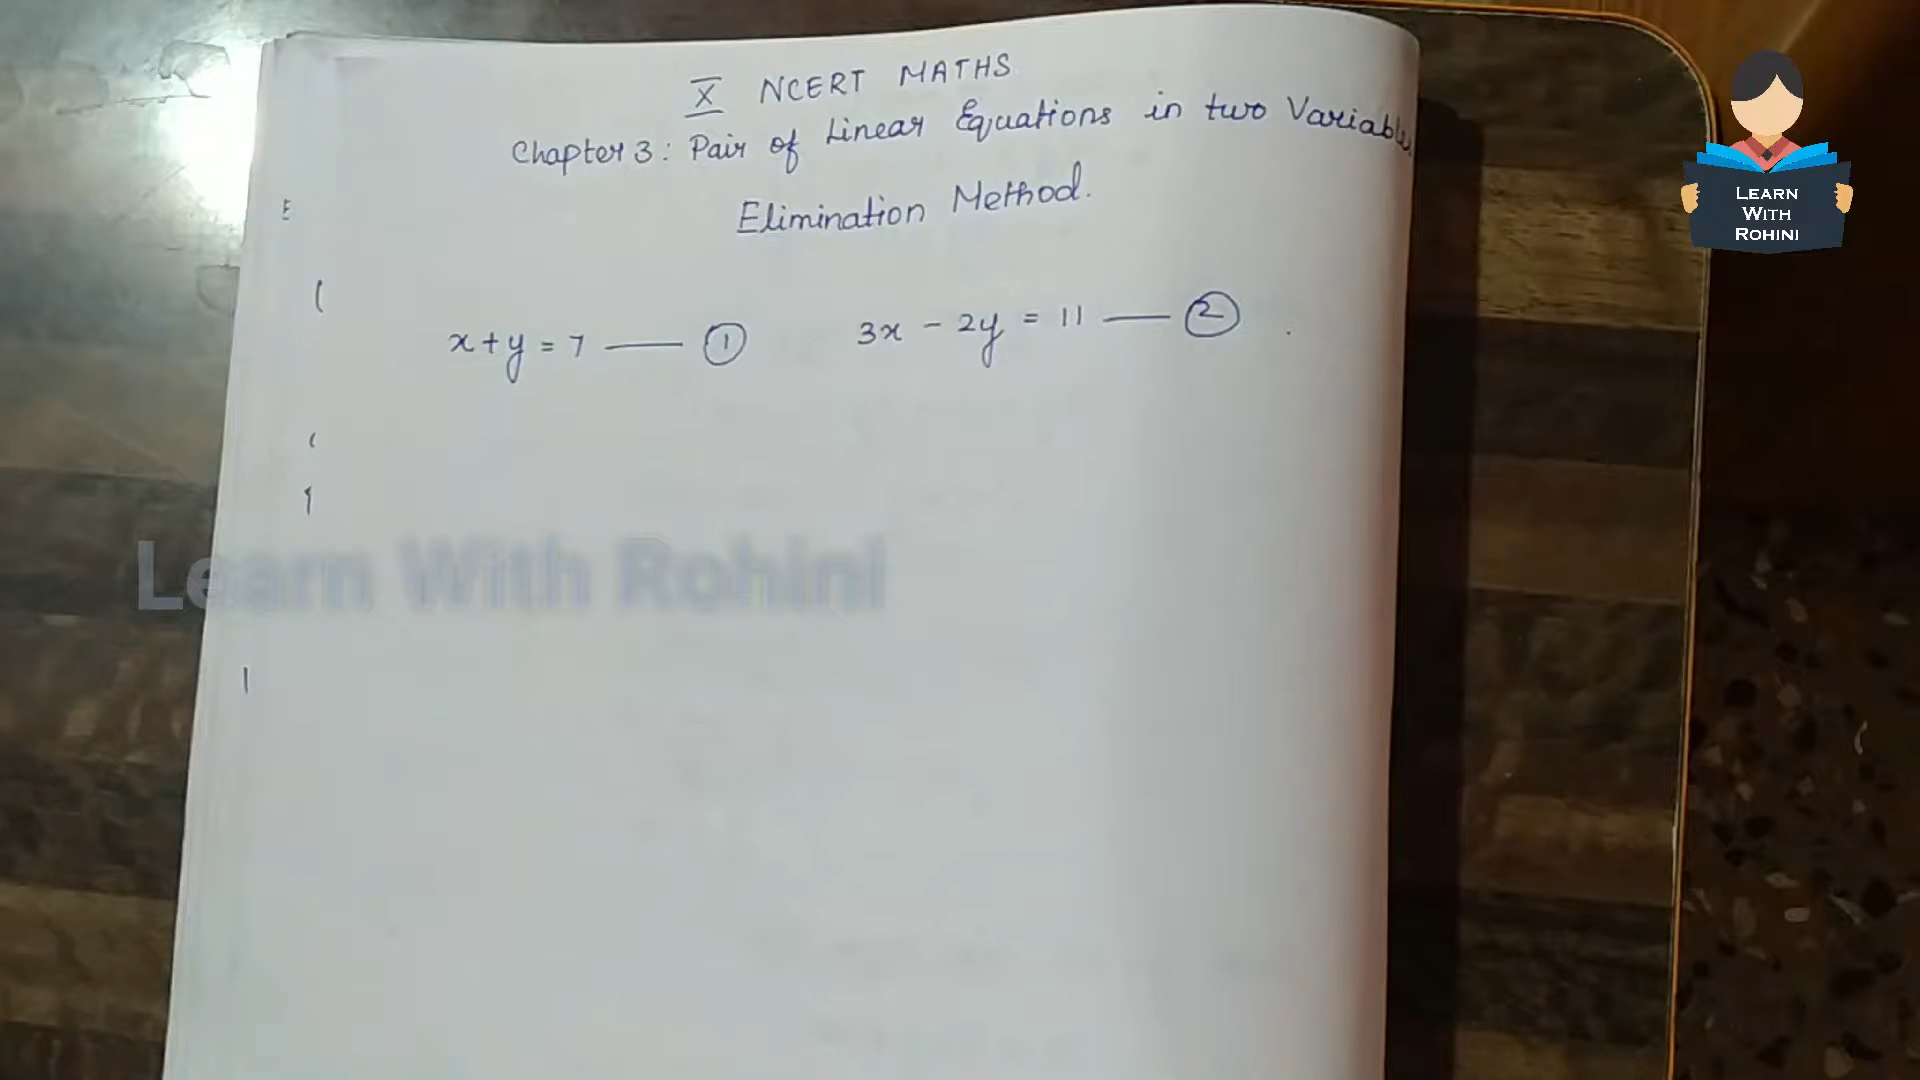 X NCERT MATHS
Chapter 3: Pair of Linear Equations in two Variables
Elimination Method.
x+y = 7 —— ① 3x - 2y = 11 —— ②
LEARN
WITH
ROHINI
Learn With Rohini